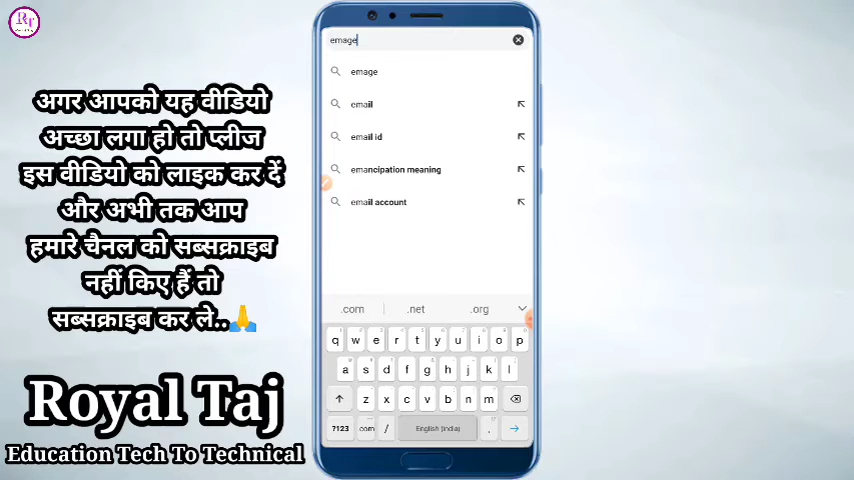 RT
अगर आपको यह वीडियो
अच्छा लगा हो तो प्लीज
इस वीडियो को लाइक कर दें
और अभी तक आप
हमारे चैनल को सब्सक्राइब
नहीं किए हैं तो
सब्सक्राइब कर ले..🙏
Royal Taj
Education Tech To Technical
emage
emage
email
email id
emancipation meaning
email account
.com .net .org
q w e r t y u i o p
a s d f g h j k l
z x c v b n m
?123 .com / English (India) .